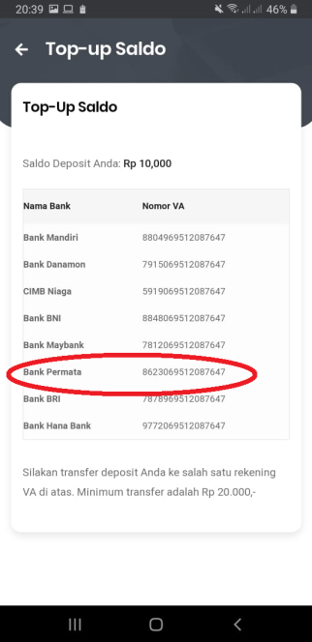 20:39 46%
Top-up Saldo
Top-Up Saldo
Saldo Deposit Anda: Rp 10,000
Nama Bank Nomor VA
Bank Mandiri 8804969512087647
Bank Danamon 7915069512087647
CIMB Niaga 5919069512087647
Bank BNI 8848069512087647
Bank Maybank 7812069512087647
Bank Permata 8623069512087647
Bank BRI 7878969512087647
Bank Hana Bank 9772069512087647
Silakan transfer deposit Anda ke salah satu rekening
VA di atas. Minimum transfer adalah Rp 20.000,-